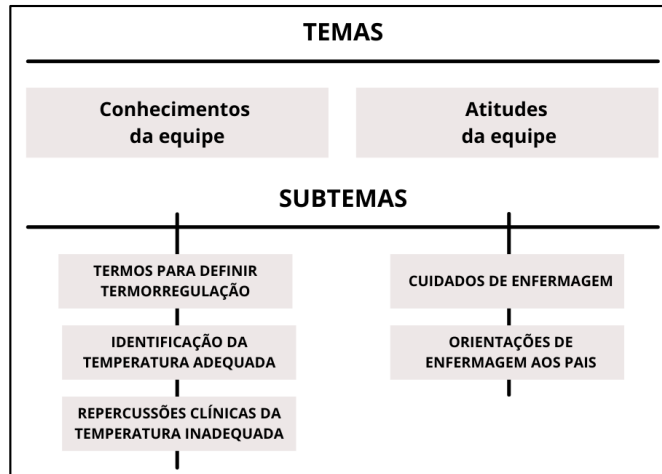 TEMAS
Conhecimentos
da equipe
Atitudes
da equipe
SUBTEMAS
TERMOS PARA DEFINIR
TERMORREGULAÇÃO
IDENTIFICAÇÃO DA
TEMPERATURA ADEQUADA
REPERCUSSÕES CLÍNICAS DA
TEMPERATURA INADEQUADA
CUIDADOS DE ENFERMAGEM
ORIENTAÇÕES DE
ENFERMAGEM AOS PAIS